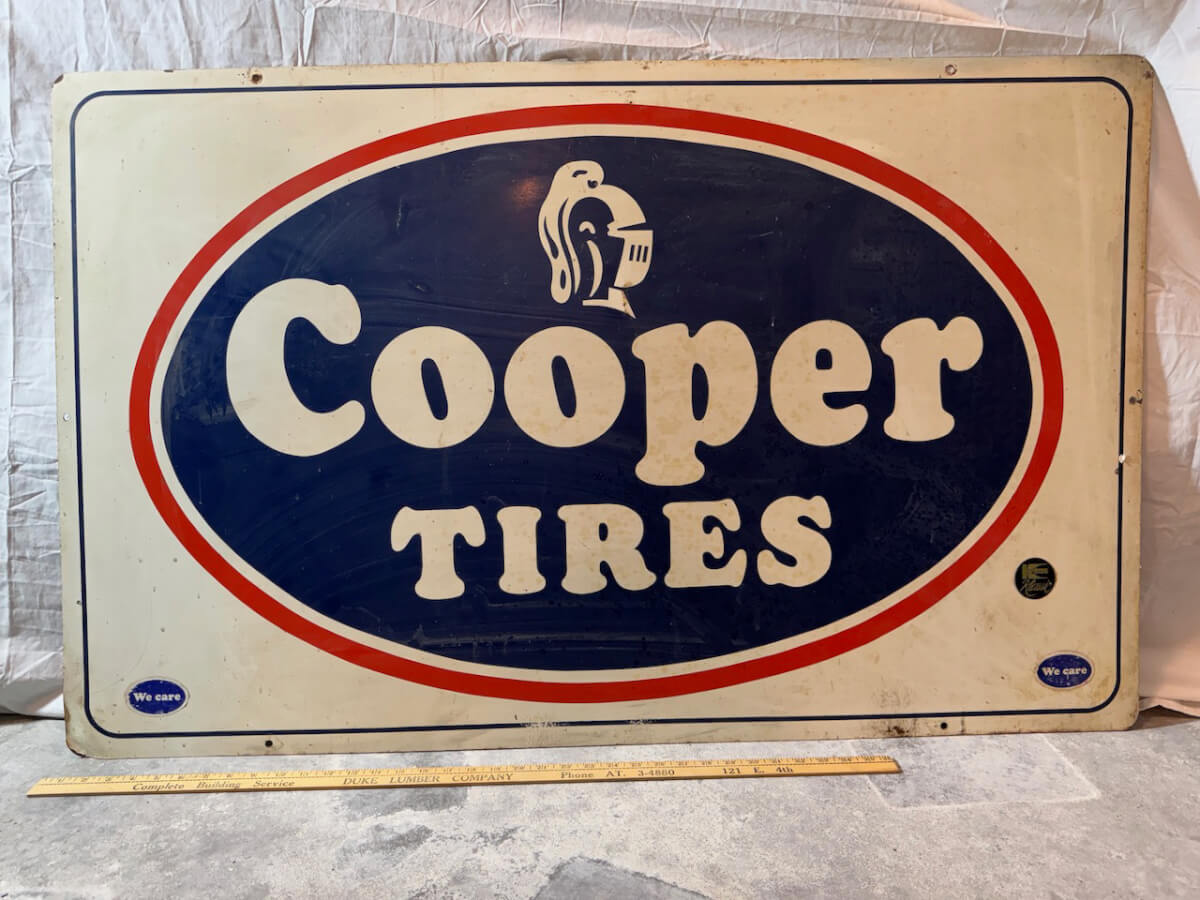 Cooper
TIRES
We care
We care
Complete Building Service DUKE LUMBER COMPANY Phone AT. 3-4860 121 E. 4th